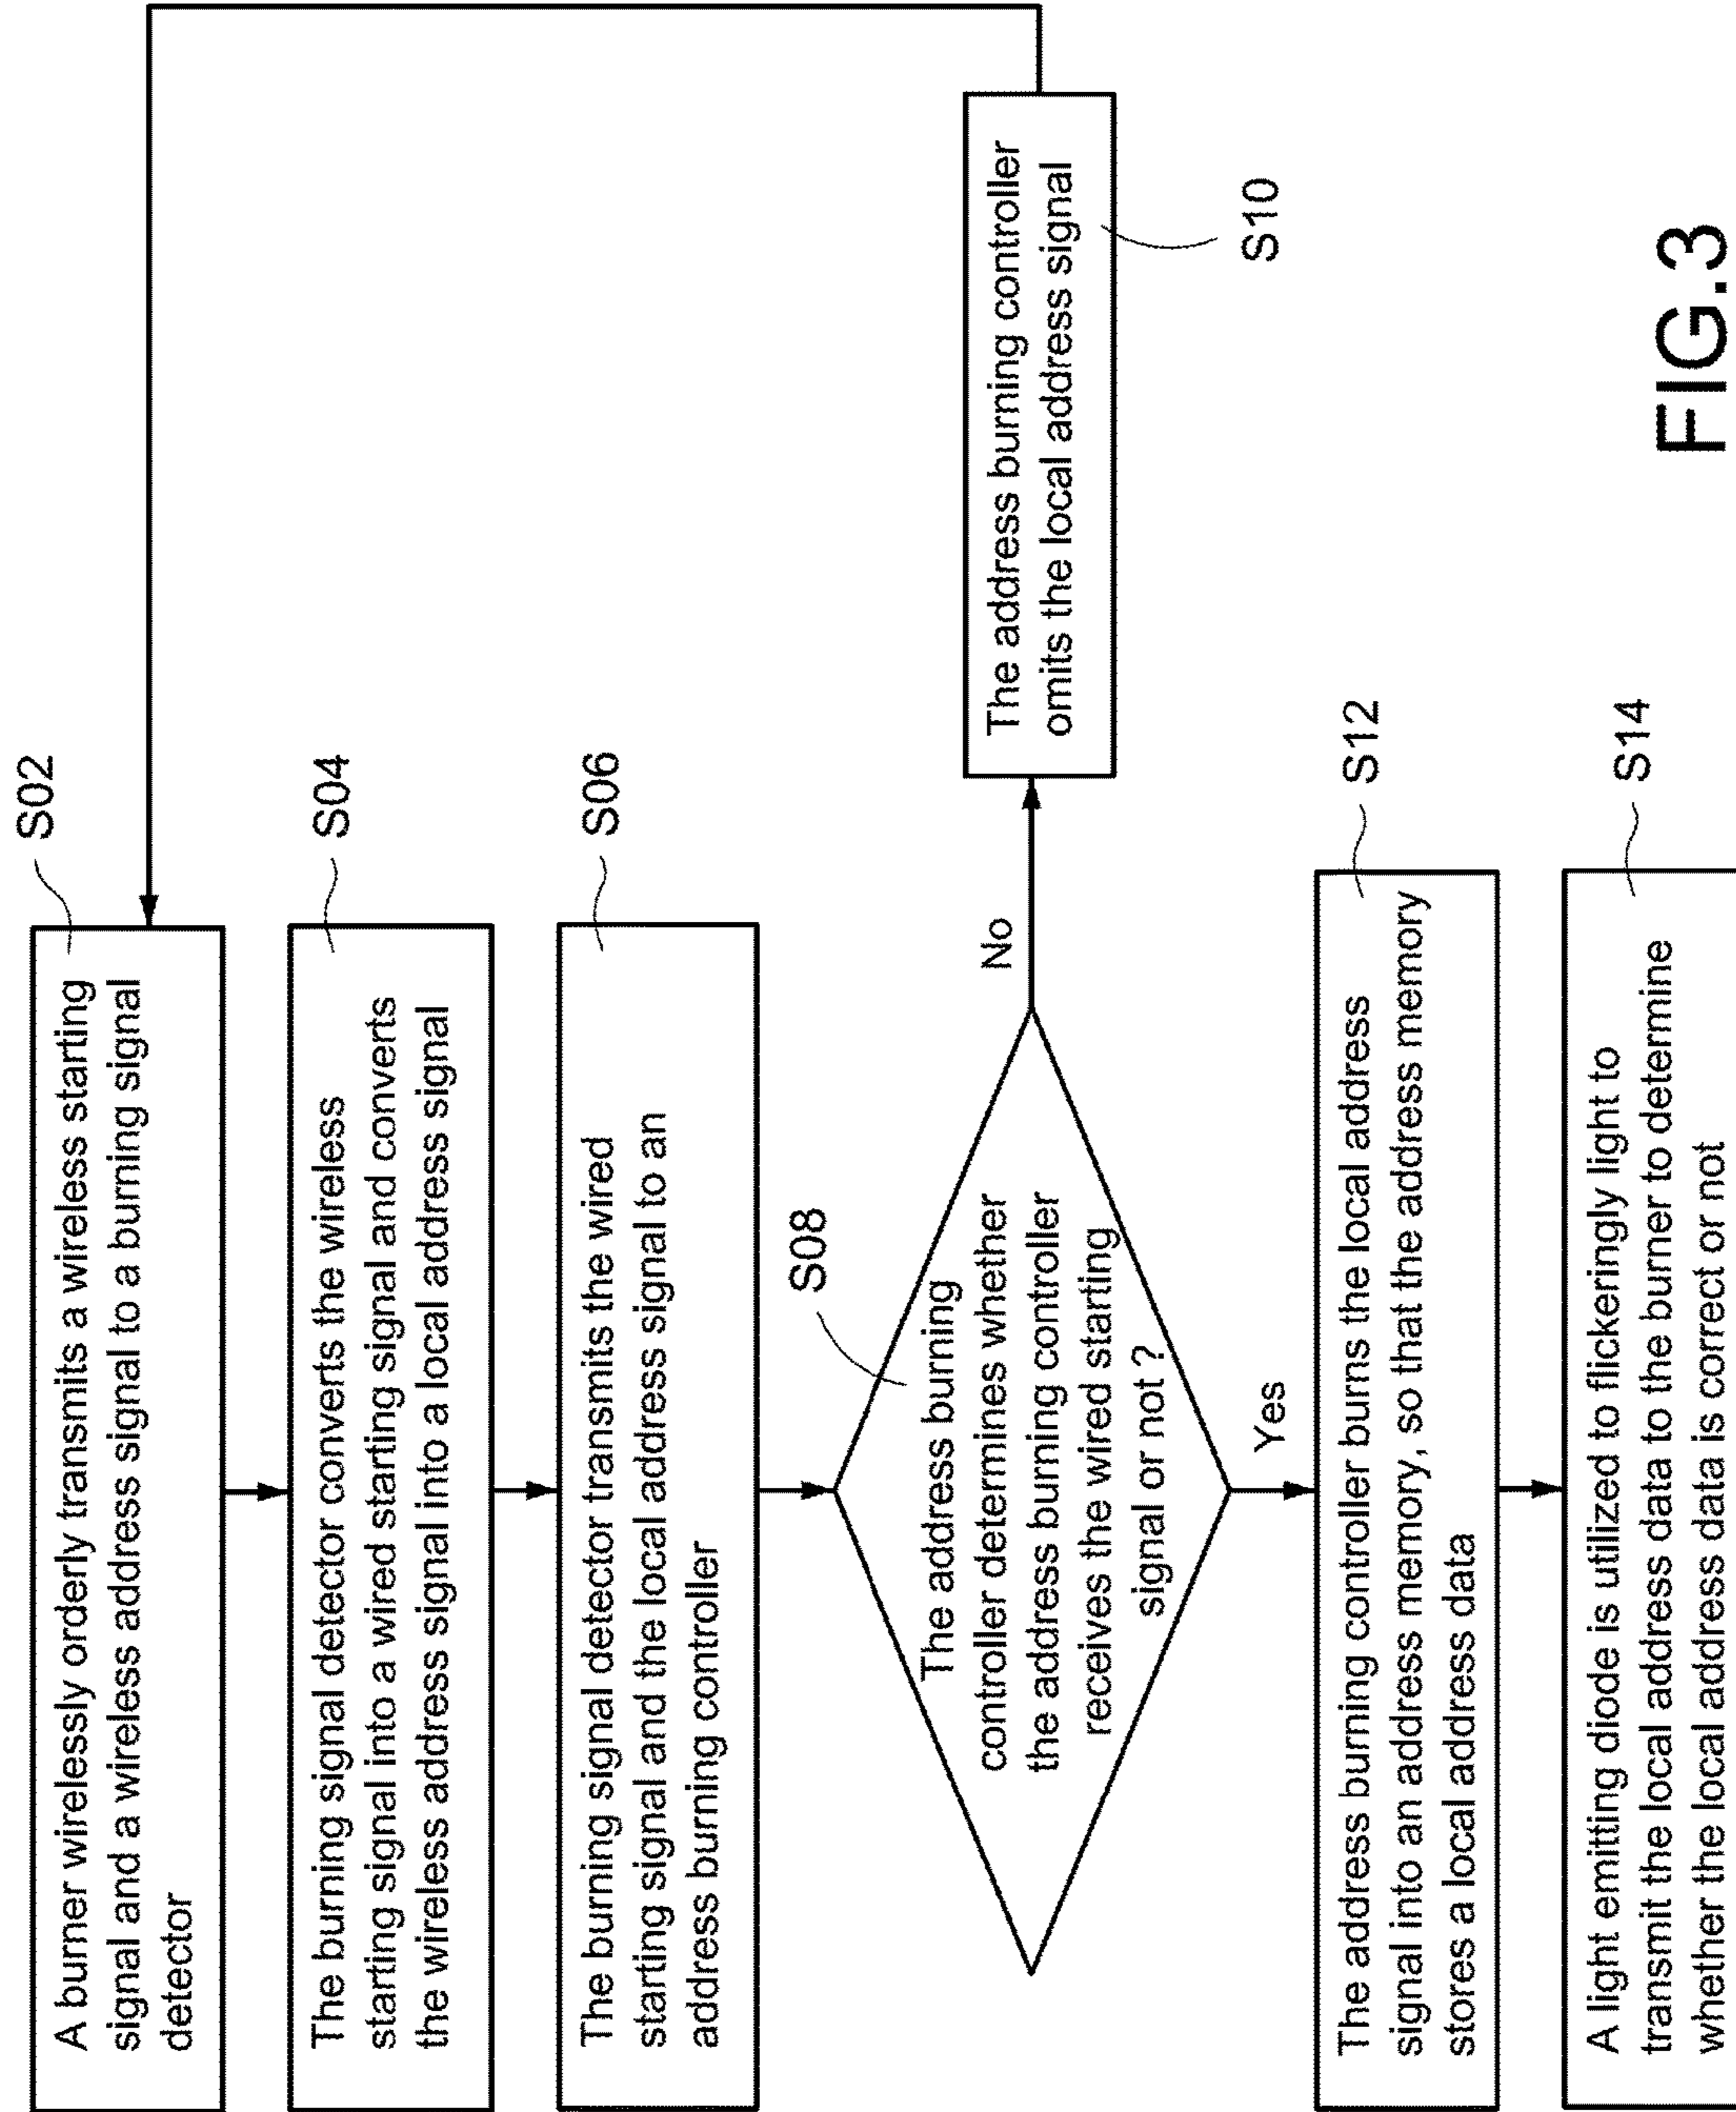 S02
A burner wirelessly orderly transmits a wireless starting
signal and a wireless address signal to a burning signal
detector
S04
The burning signal detector converts the wireless
starting signal into a wired starting signal and converts
the wireless address signal into a local address signal
S06
The burning signal detector transmits the wired
starting signal and the local address signal to an
address burning controller
S08
The address burning
controller determines whether
the address burning controller
receives the wired starting
signal or not ?
No
The address burning controller
omits the local address signal
S10
Yes
S12
The address burning controller burns the local address
signal into an address memory, so that the address memory
stores a local address data
S14
A light emitting diode is utilized to flickeringly light to
transmit the local address data to the burner to determine
whether the local address data is correct or not
FIG.3